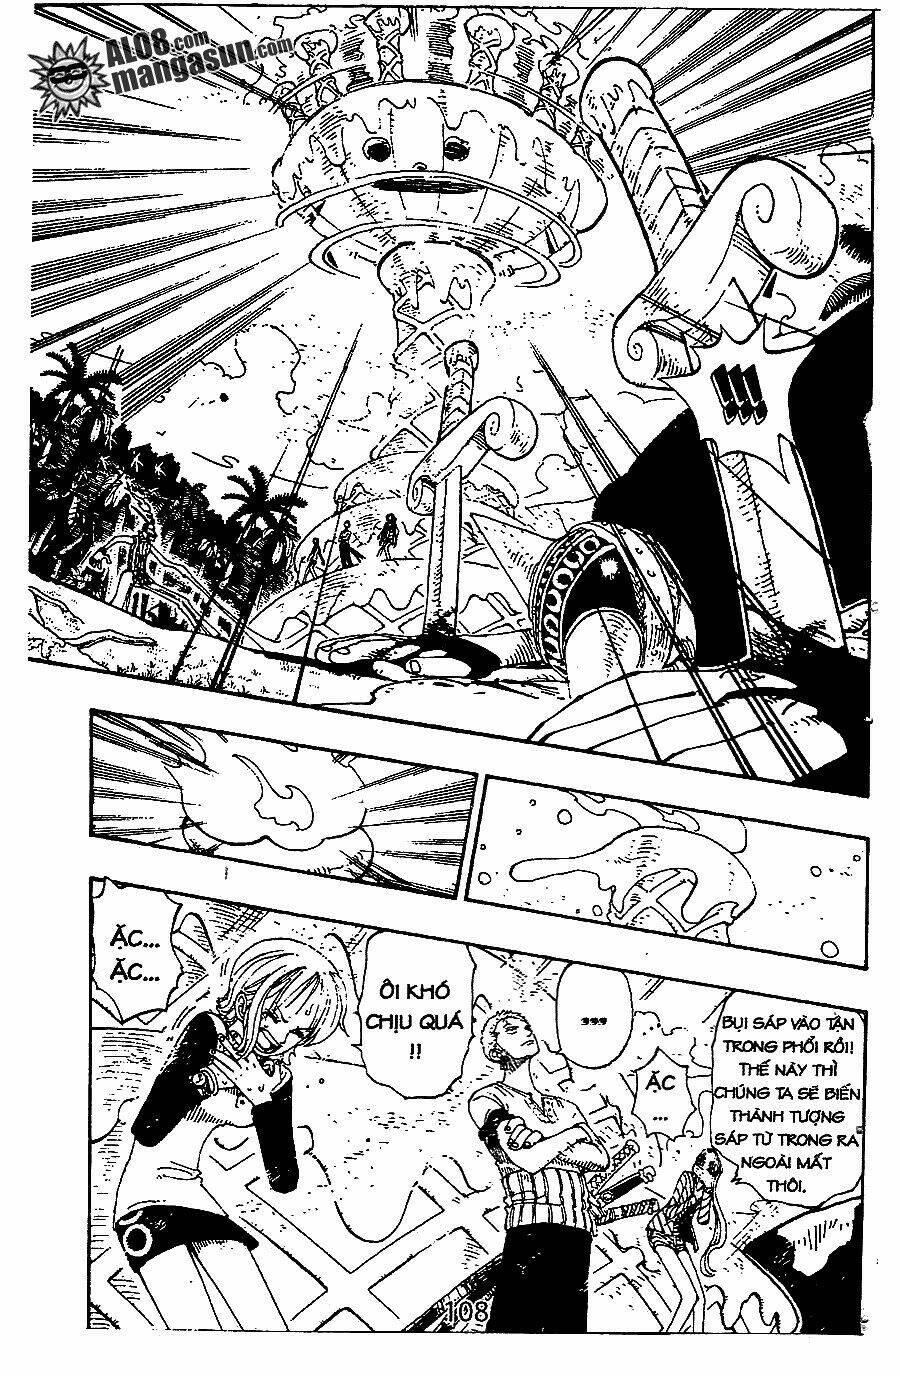 ALO8.com
mangasun.com
ẶC...
ẶC...
ÔI KHÓ
CHỊU QUÁ
!!
,,,
ẶC
...
BỤI SÁP VÀO TẬN
TRONG PHỔI RỒI!
THẾ NÀY THÌ
CHÚNG TA SẼ BIẾN
THÀNH TƯỢNG
SÁP TỪ TRONG RA
NGOÀI MẤT
THÔI.
108